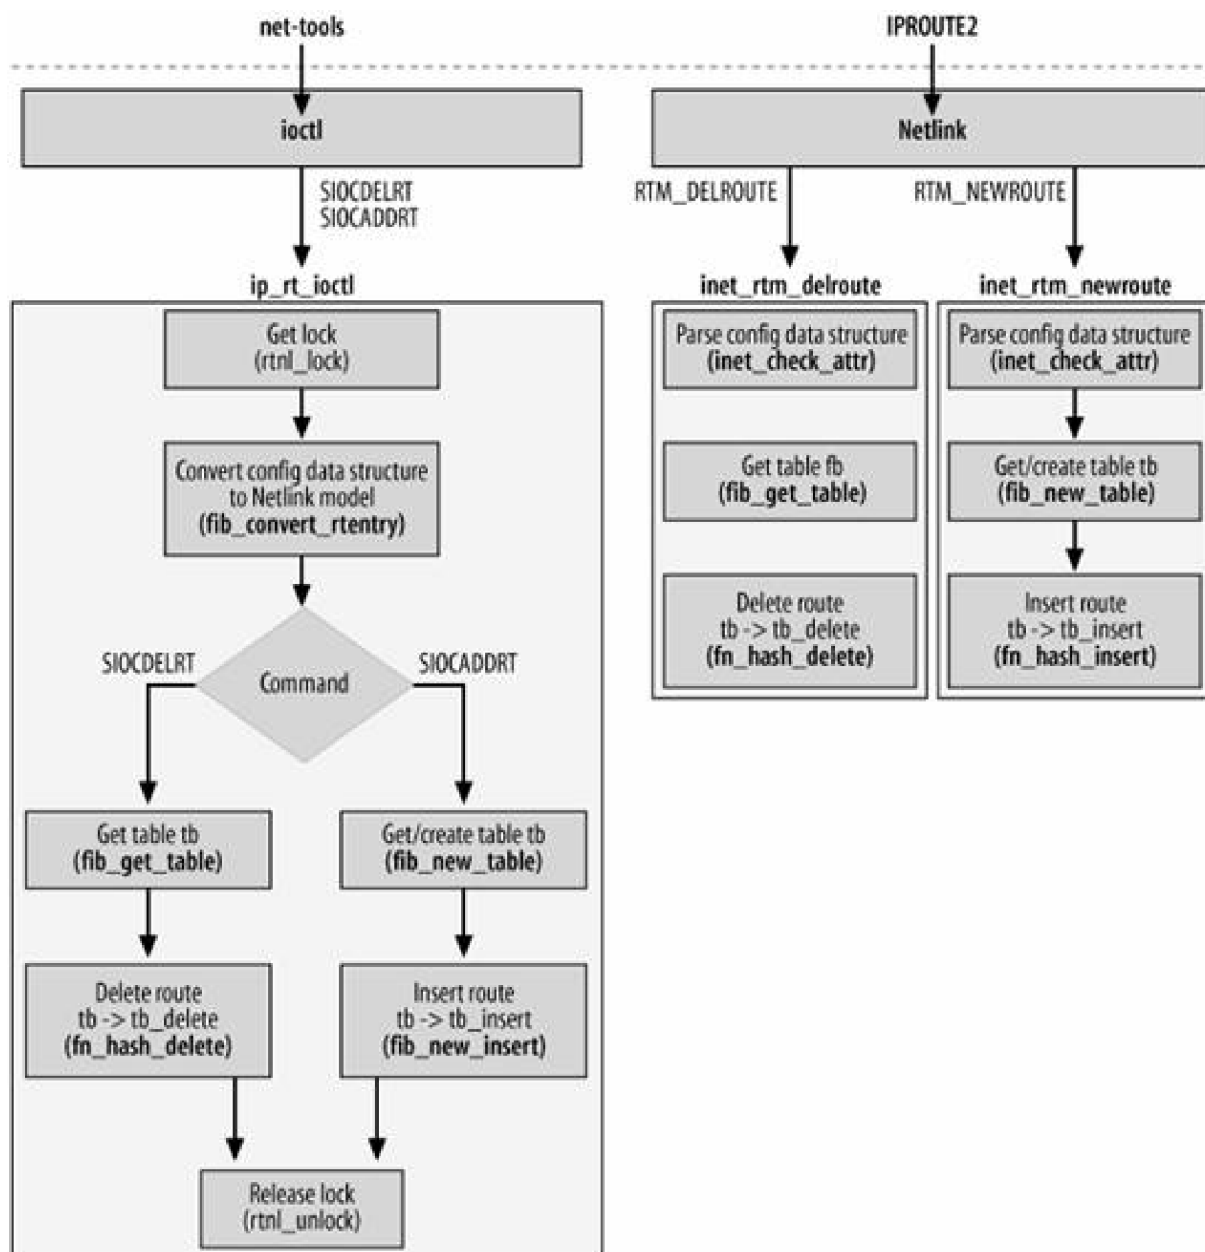 net-tools
IPROUTE2
ioctl
Netlink
SIOCDELRT
SIOCADDRT
RTM_DELROUTE
RTM_NEWROUTE
ip_rt_ioctl
Get lock
(rtnl_lock)
Convert config data structure
to Netlink model
(fib_convert_rtentry)
SIOCDELRT
Command
SIOCADDRT
Get table tb
(fib_get_table)
Get/create table tb
(fib_new_table)
Delete route
tb -> tb_delete
(fn_hash_delete)
Insert route
tb -> tb_insert
(fib_new_insert)
Release lock
(rtnl_unlock)
inet_rtm_delroute
Parse config data structure
(inet_check_attr)
Get table fb
(fib_get_table)
Delete route
tb -> tb_delete
(fn_hash_delete)
inet_rtm_newroute
Parse config data structure
(inet_check_attr)
Get/create table tb
(fib_new_table)
Insert route
tb -> tb_insert
(fn_hash_insert)